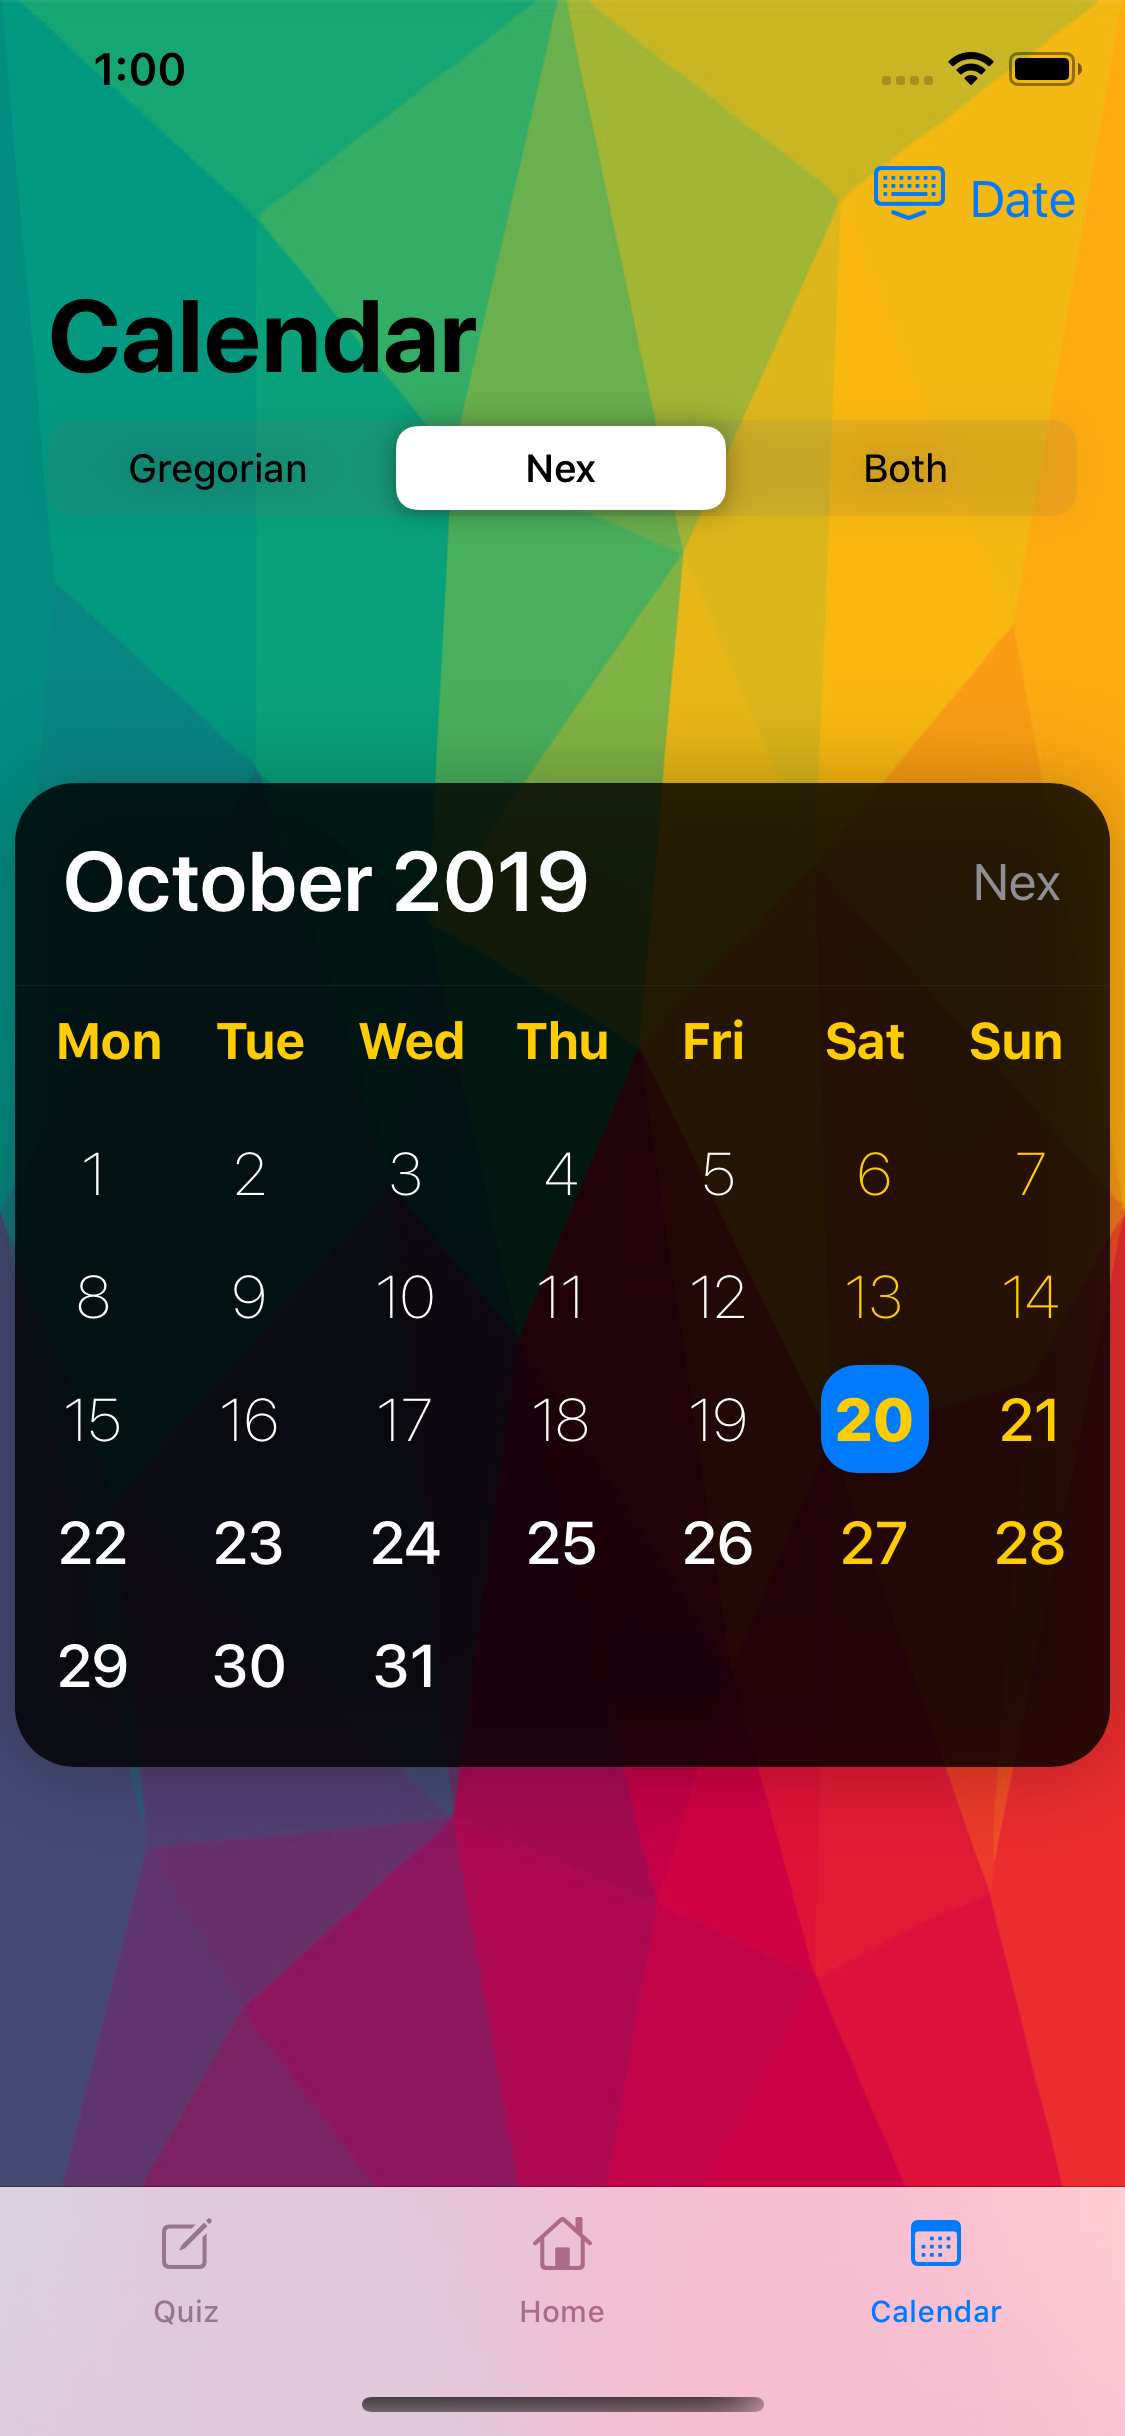 1:00
Date
Calendar
Gregorian Nex Both
October 2019 Nex
Mon Tue Wed Thu Fri Sat Sun
1 2 3 4 5 6 7
8 9 10 11 12 13 14
15 16 17 18 19 20 21
22 23 24 25 26 27 28
29 30 31
Quiz Home Calendar